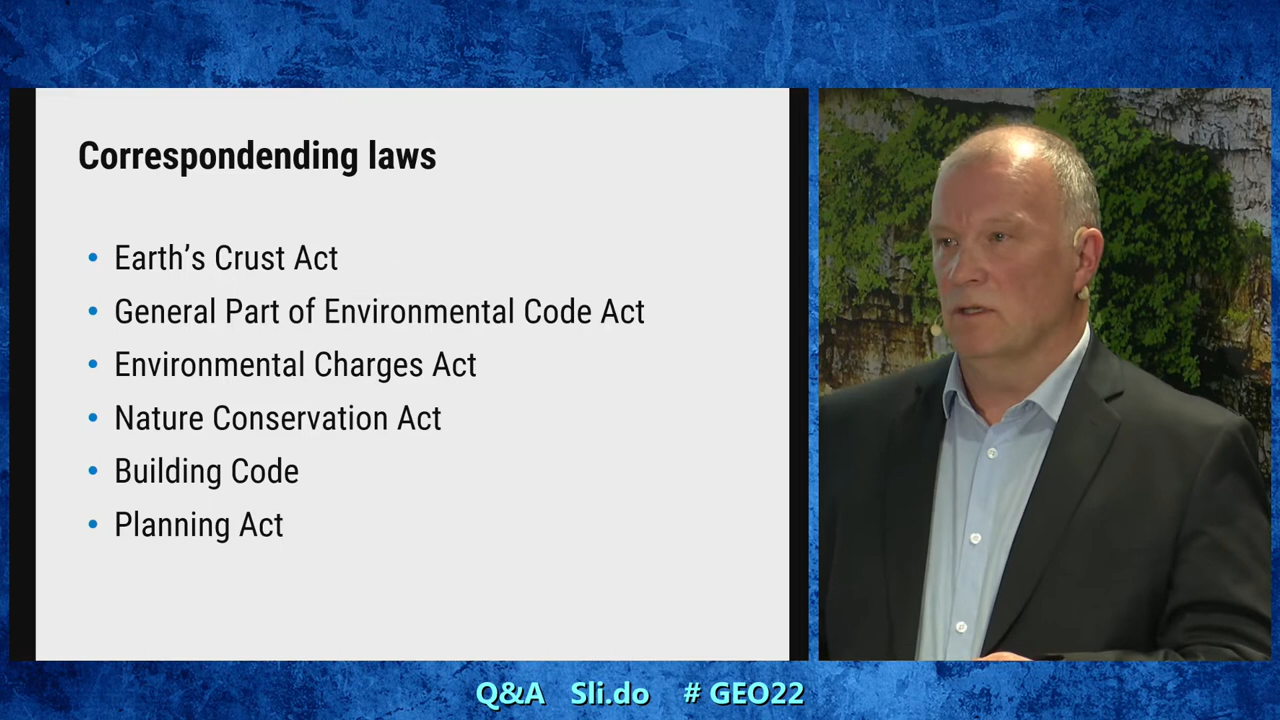 Correspondending laws
• Earth's Crust Act
• General Part of Environmental Code Act
• Environmental Charges Act
• Nature Conservation Act
• Building Code
• Planning Act
Q&A Sli.do # GEO22